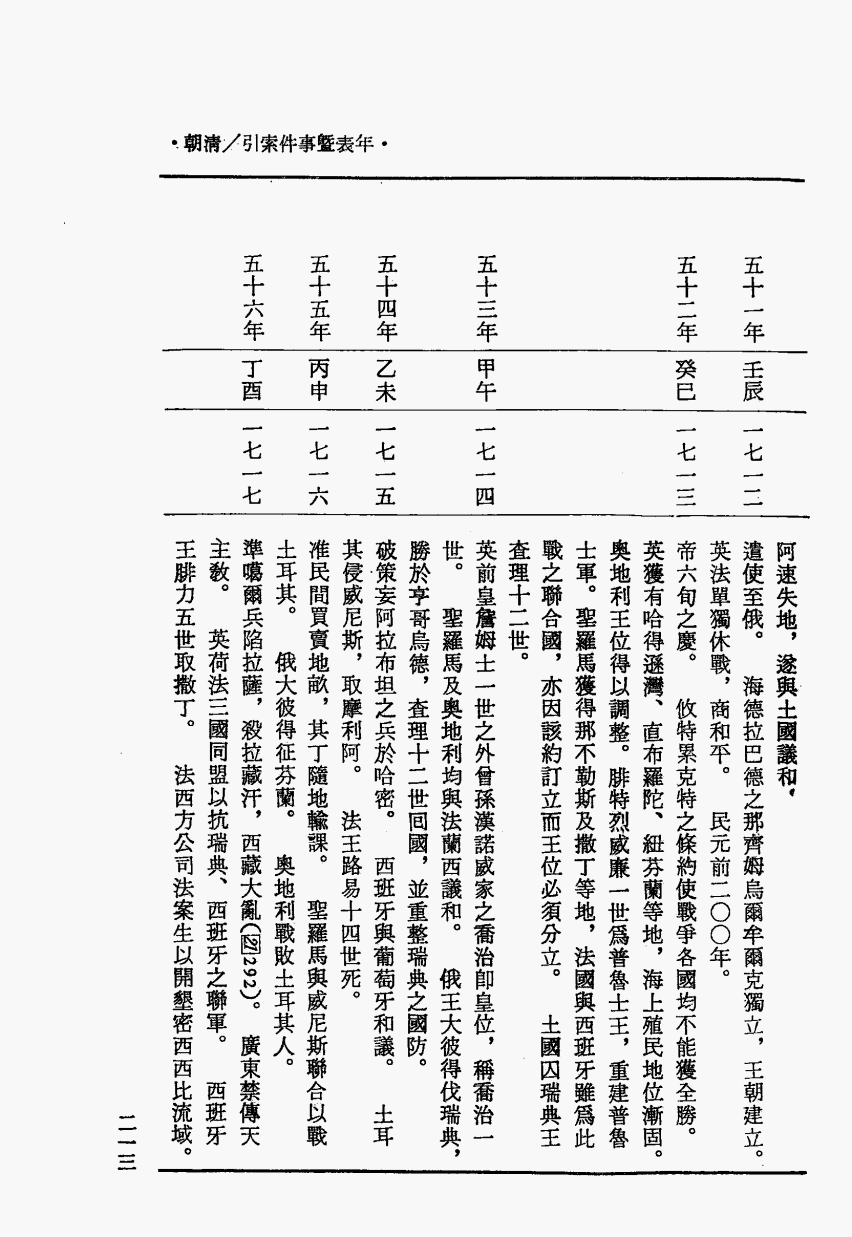 •朝清／引索件事暨表年•
阿速失地，遂與土國議和，
五十一年 壬辰 一七一二 遣使至俄。 海德拉巴德之那齊姆烏爾牟爾克獨立，王朝建立。
英法單獨休戰，商和平。 民元前二〇〇年。
五十二年 癸巳 一七一三 帝六旬之慶。 攸特累克特之條約使戰爭各國均不能獲全勝。
英獲有哈得遜灣、直布羅陀、紐芬蘭等地，海上殖民地位漸固。
奧地利王位得以調整。腓特烈威廉一世爲普魯士王，重建普魯
士軍。聖羅馬獲得那不勒斯及撒丁等地，法國與西班牙雖爲此
戰之聯合國，亦因該約訂立而王位必須分立。 土國囚瑞典王
查理十二世。
五十三年 甲午 一七一四 英前皇詹姆士一世之外曾孫漢諾威家之喬治卽皇位，稱喬治一
世。 聖羅馬及奧地利均與法蘭西議和。 俄王大彼得伐瑞典，
勝於亨哥烏德，查理十二世囘國，並重整瑞典之國防。
五十四年 乙未 一七一五 破策妄阿拉布坦之兵於哈密。 西班牙與葡萄牙和議。 土耳
其侵威尼斯，取摩利阿。 法王路易十四世死。
五十五年 丙申 一七一六 准民間買賣地畝，其丁隨地輸課。 聖羅馬與威尼斯聯合以戰
土耳其。 俄大彼得征芬蘭。 奧地利戰敗土耳其人。
五十六年 丁酉 一七一七 準噶爾兵陷拉薩，殺拉藏汗，西藏大亂(図292)。 廣東禁傳天
主教。 英荷法三國同盟以抗瑞典、西班牙之聯軍。 西班牙
王腓力五世取撒丁。 法西方公司法案生以開墾密西西比流域。
二一三